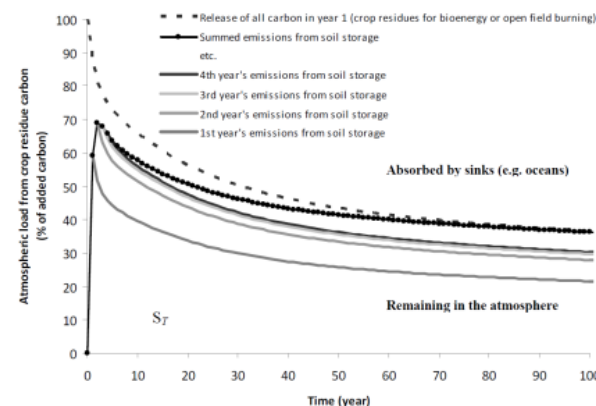 Release of all carbon in year 1 (crop residues for bioenergy or open field burning)
Summed emissions from soil storage
etc.
4th year's emissions from soil storage
3rd year's emissions from soil storage
2nd year's emissions from soil storage
1st year's emissions from soil storage
Absorbed by sinks (e.g. oceans)
Remaining in the atmosphere
S_T
Atmospheric load from crop residue carbon
(% of added carbon)
100
90
80
70
60
50
40
30
20
10
0
0 10 20 30 40 50 60 70 80 90 100
Time (year)